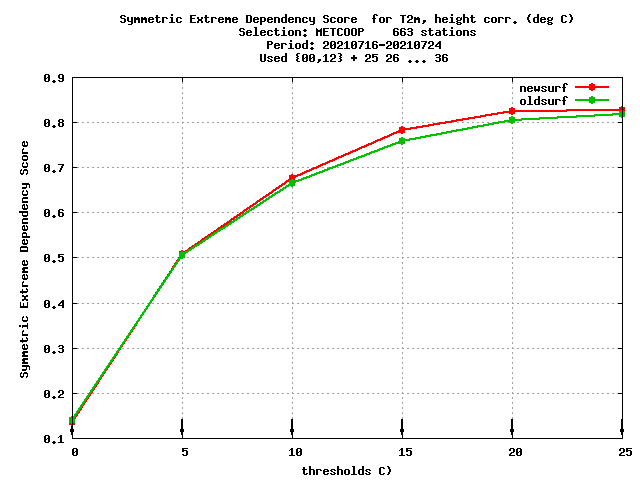 Symmetric Extreme Dependency Score  for T2m, height corr. (deg C)
Selection: METCOOP    663 stations
Period: 20210716-20210724
Used {00,12} + 25 26 ... 36
newsurf
oldsurf
Symmetric Extreme Dependency Score
0.9
0.8
0.7
0.6
0.5
0.4
0.3
0.2
0.1
0 5 10 15 20 25
thresholds C)